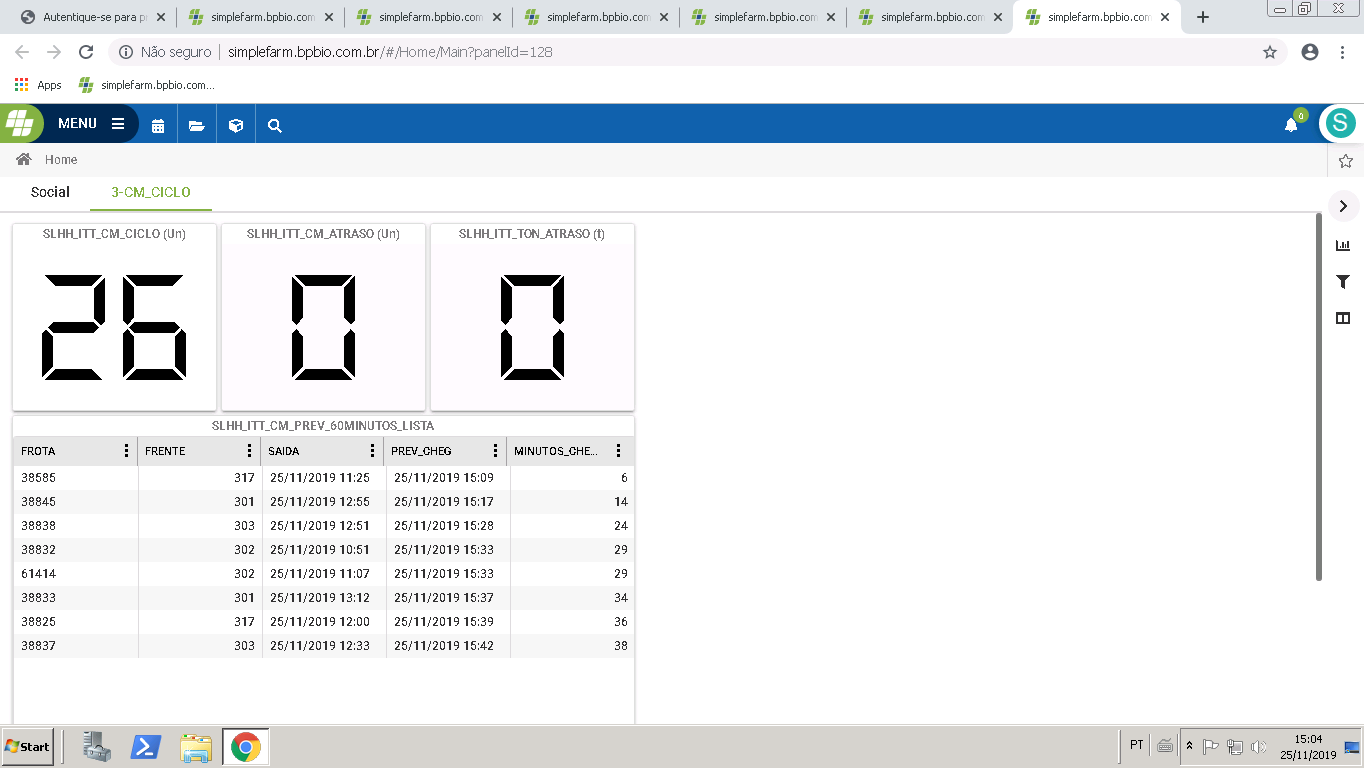 Autentique-se para p
simplefarm.bpbio.com
simplefarm.bpbio.com
simplefarm.bpbio.com
simplefarm.bpbio.com
simplefarm.bpbio.com
simplefarm.bpbio.com
Não seguro | simplefarm.bpbio.com.br/#/Home/Main?panelId=128
Apps simplefarm.bpbio.com...
MENU
0
S
Home
Social 3-CM_CICLO
SLHH_ITT_CM_CICLO (Un) SLHH_ITT_CM_ATRASO (Un) SLHH_ITT_TON_ATRASO (t)
26 0 0
SLHH_ITT_CM_PREV_60MINUTOS_LISTA
FROTA FRENTE SAIDA PREV_CHEG MINUTOS_CHE...
38585 317 25/11/2019 11:25 25/11/2019 15:09 6
38845 301 25/11/2019 12:55 25/11/2019 15:17 14
38838 303 25/11/2019 12:51 25/11/2019 15:28 24
38832 302 25/11/2019 10:51 25/11/2019 15:33 29
61414 302 25/11/2019 11:07 25/11/2019 15:33 29
38833 301 25/11/2019 13:12 25/11/2019 15:37 34
38825 317 25/11/2019 12:00 25/11/2019 15:39 36
38837 303 25/11/2019 12:33 25/11/2019 15:42 38
Start
PT
15:04
25/11/2019